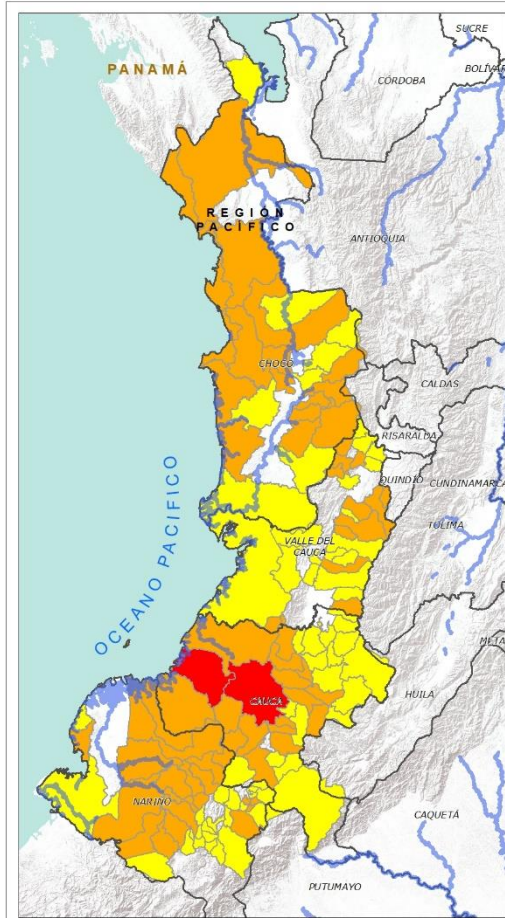 SUCRE
PANAMÁ
CÓRDOBA
BOLÍVAR
REGIÓN
PACÍFICO
ANTIOQUIA
CHOCÓ
CALDAS
RISARALDA
QUINDÍO
CUNDINAMARCA
TOLIMA
VALLE DEL
CAUCA
OCEANO PACIFICO
META
HUILA
CAUCA
NARIÑO
CAQUETÁ
PUTUMAYO